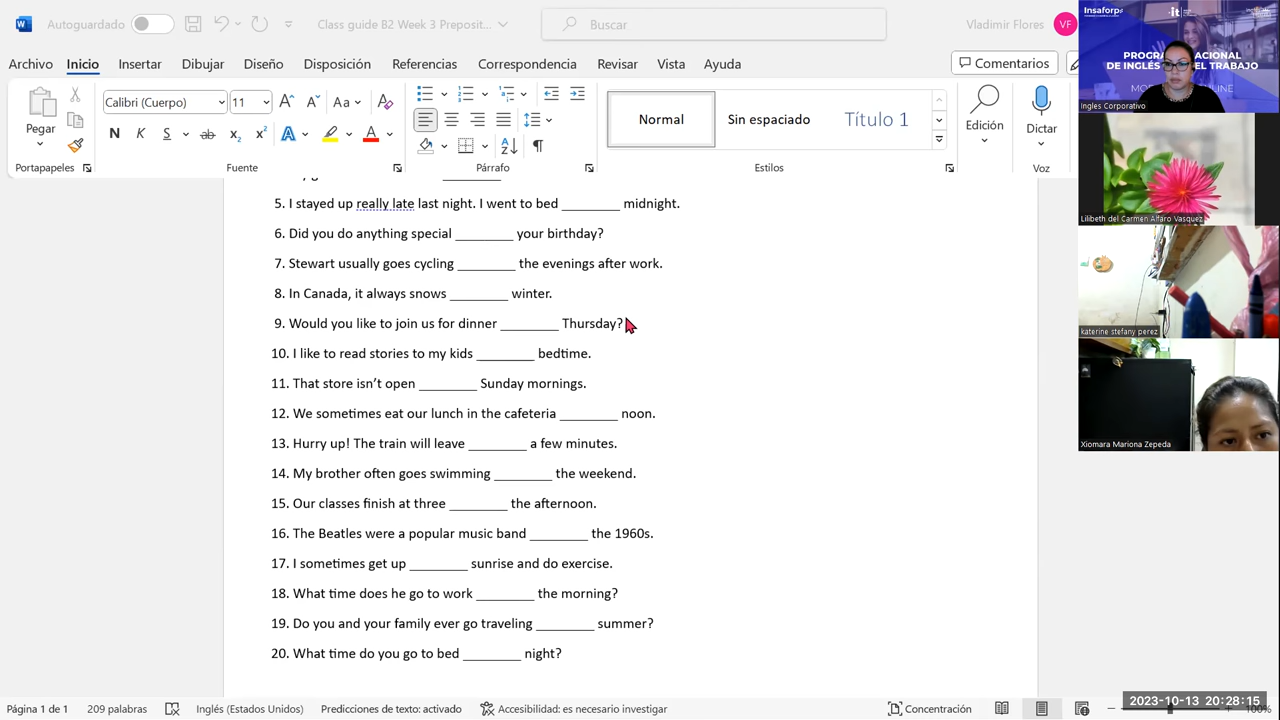 Autoguardado
Class guide B2 Week 3 Preposit...
Buscar
Vladimir Flores
VF
Archivo
Inicio
Insertar
Dibujar
Diseño
Disposición
Referencias
Correspondencia
Revisar
Vista
Ayuda
Comentarios
Pegar
Calibri (Cuerpo)
11
Normal
Sin espaciado
Título 1
Edición
Dictar
Portapapeles
Fuente
Párrafo
Estilos
Voz
5. I stayed up really late last night. I went to bed ________ midnight.
6. Did you do anything special ________ your birthday?
7. Stewart usually goes cycling ________ the evenings after work.
8. In Canada, it always snows ________ winter.
9. Would you like to join us for dinner ________ Thursday?
10. I like to read stories to my kids ________ bedtime.
11. That store isn’t open ________ Sunday mornings.
12. We sometimes eat our lunch in the cafeteria ________ noon.
13. Hurry up! The train will leave ________ a few minutes.
14. My brother often goes swimming ________ the weekend.
15. Our classes finish at three ________ the afternoon.
16. The Beatles were a popular music band ________ the 1960s.
17. I sometimes get up ________ sunrise and do exercise.
18. What time does he go to work ________ the morning?
19. Do you and your family ever go traveling ________ summer?
20. What time do you go to bed ________ night?
Página 1 de 1
209 palabras
Inglés (Estados Unidos)
Predicciones de texto: activado
Accesibilidad: es necesario investigar
Concentración
100%
2023-10-13 20:28:15
Insaforp
Ingles Corporativo
Lilibeth del Carmen Alfaro Vasquez
katerine stefany perez
Xiomara Mariona Zepeda